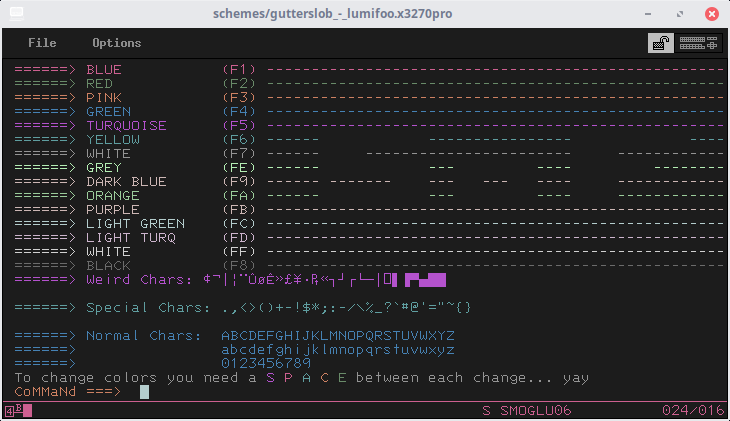 schemes/gutterslob_-_lumifoo.x3270pro
File Options
======> BLUE (F1) ----------------------------------------------------------
======> RED (F2) ----------------------------------------------------------
======> PINK (F3) ----------------------------------------------------------
======> GREEN (F4) ----------------------------------------------------------
======> TURQUOISE (F5) ----------------------------------------------------------
======> YELLOW (F6) ----------------------------------------------------------
======> WHITE (F7) ----------------------------------------------------------
======> GREY (FE) ------ --- --- -------
======> DARK BLUE (F9) ------ ------- --- ------ -------
======> ORANGE (FA) ------ --- --- -------
======> PURPLE (FB) ------ --- --- -------
======> LIGHT GREEN (FC) ------ --- --- -------
======> LIGHT TURQ (FD) ------ --- --- -------
======> WHITE (FF) ------ --- --- -------
======> BLACK (F8) ----------------------------------------------------------
======> Weird Chars: ¢¬|¦¨ÛøÊ»£¥·
======> Special Chars: .,<>()+-!$*;:-/\%_?`#@'="~{}
======> Normal Chars: ABCDEFGHIJKLMNOPQRSTUVWXYZ
======> abcdefghijklmnopqrstuvwxyz
======> 0123456789
To change colors you need a S P A C E between each change... yay
CoMMaNd ===>
4 B S SMOGLU06 024/016